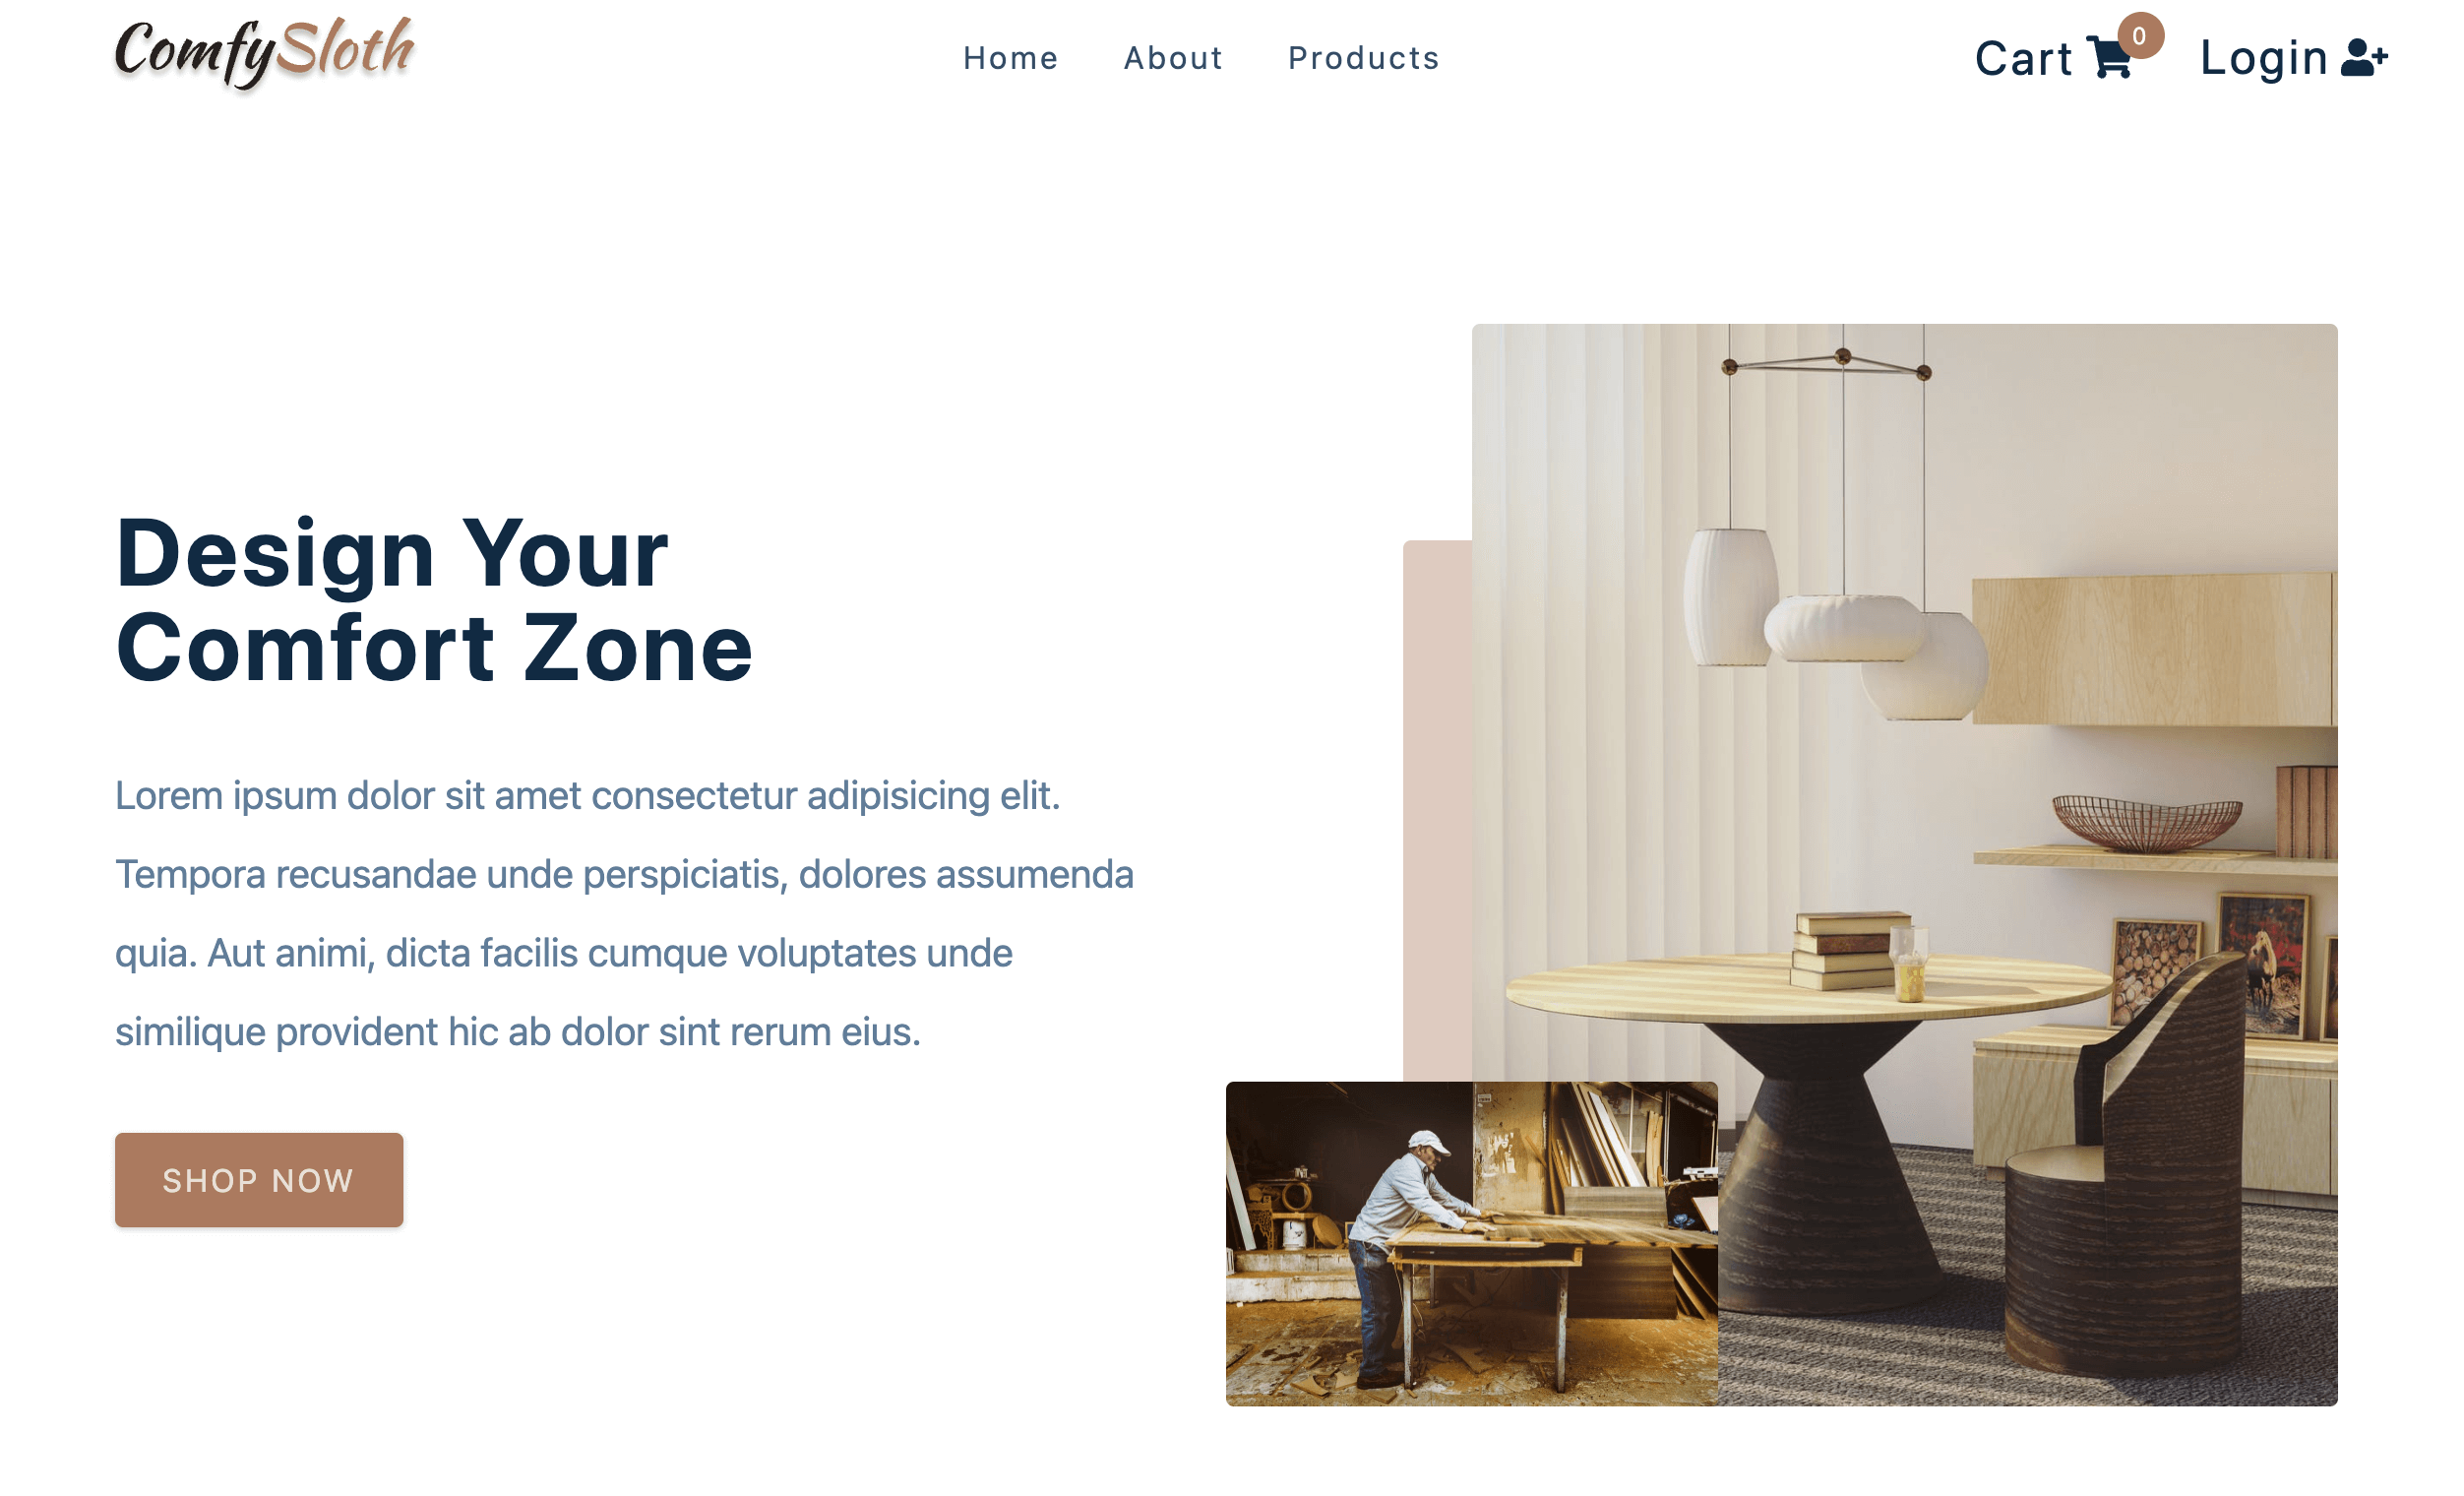 ComfySloth
Home About Products
Cart 0 Login
Design Your
Comfort Zone
Lorem ipsum dolor sit amet consectetur adipisicing elit.
Tempora recusandae unde perspiciatis, dolores assumenda
quia. Aut animi, dicta facilis cumque voluptates unde
similique provident hic ab dolor sint rerum eius.
SHOP NOW